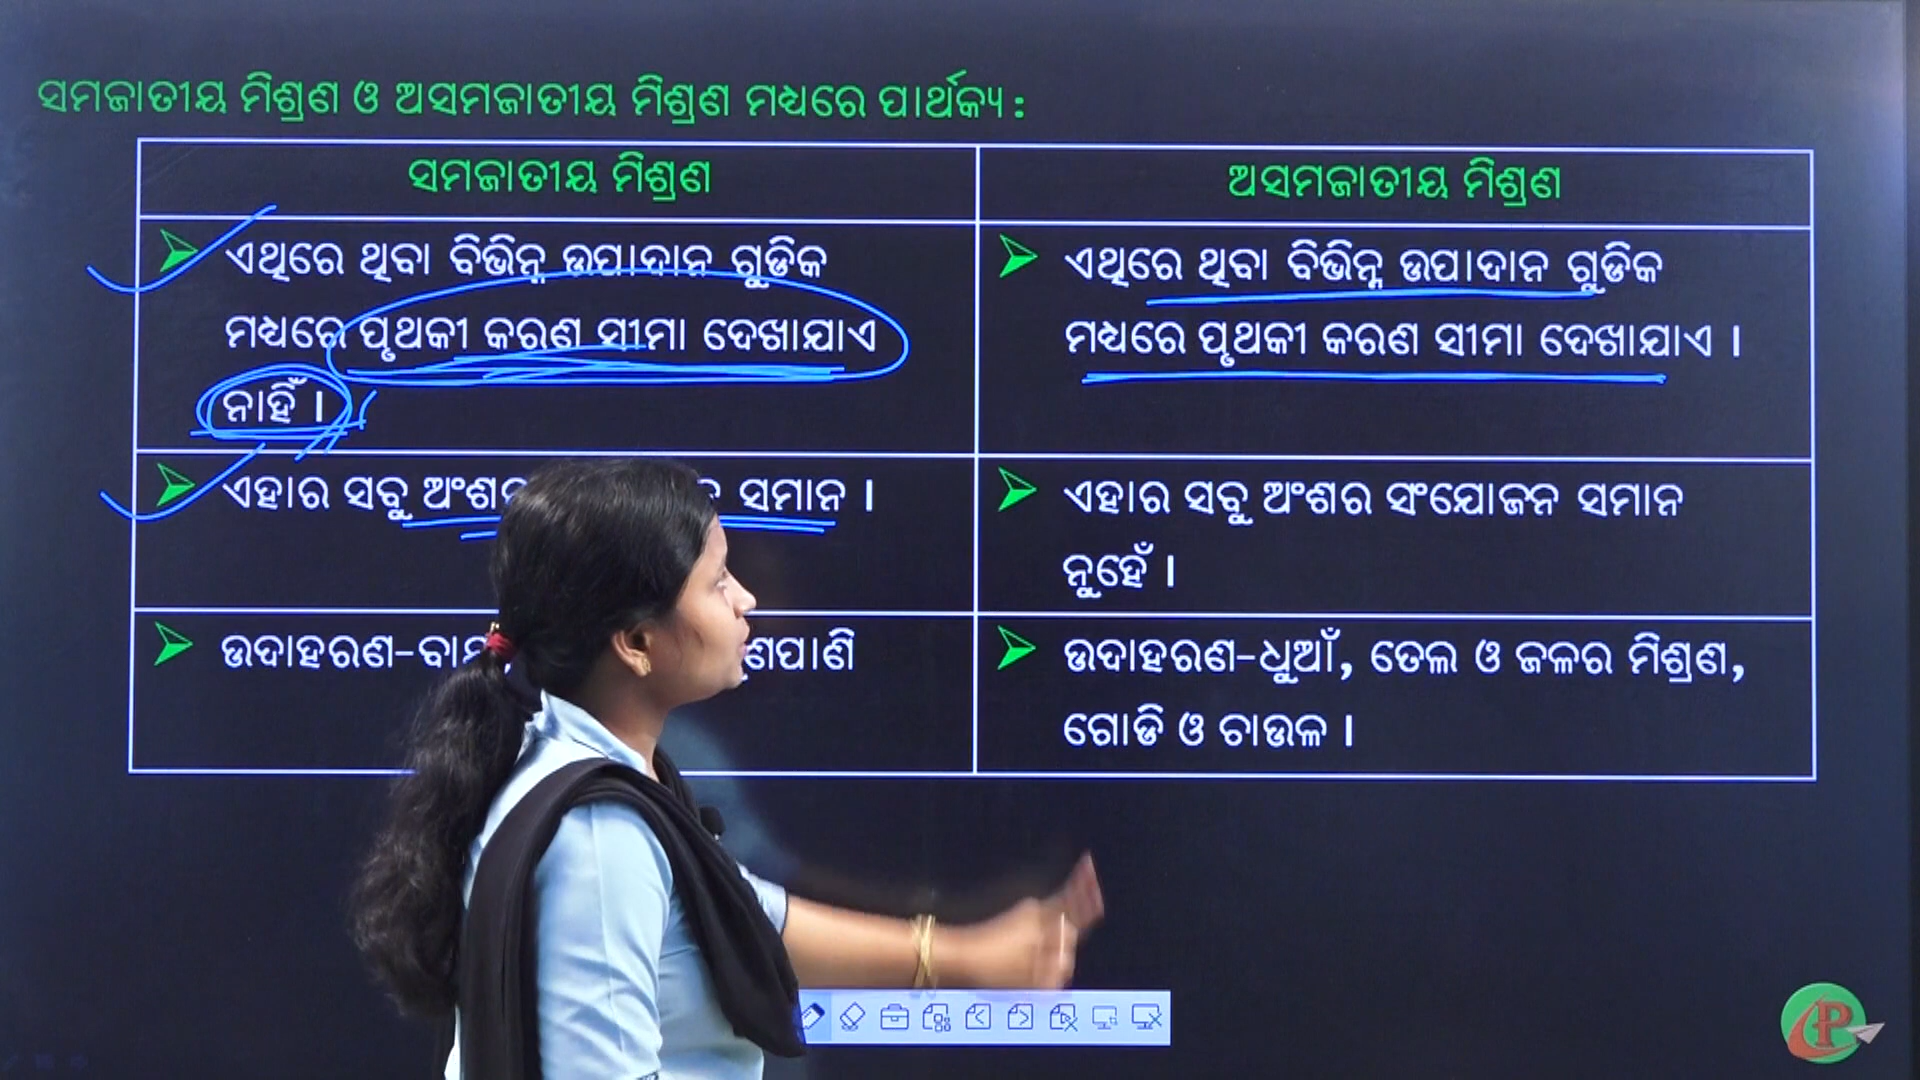 ସମଜାତୀୟ ମିଶ୍ରଣ ଓ ଅସମଜାତୀୟ ମିଶ୍ରଣ ମଧ୍ୟରେ ପାର୍ଥକ୍ୟ :
ସମଜାତୀୟ ମିଶ୍ରଣ
ଏଥିରେ ଥିବା ବିଭିନ୍ନ ଉପାଦାନ ଗୁଡିକ
ମଧ୍ୟରେ ପୃଥକୀ କରଣ ସୀମା ଦେଖାଯାଏ
ନାହିଁ ।
ଅସମଜାତୀୟ ମିଶ୍ରଣ
ଏଥିରେ ଥିବା ବିଭିନ୍ନ ଉପାଦାନ ଗୁଡିକ
ମଧ୍ୟରେ ପୃଥକୀ କରଣ ସୀମା ଦେଖାଯାଏ ।
ଏହାର ସବୁ ସମାନ ।
ଏହାର ସବୁ ଅଂଶର ସଂଯୋଜନ ସମାନ
ନୁହେଁ ।
ଉଦାହରଣ-
ଉଦାହରଣ-ଧୂଆଁ, ତେଲ ଓ ଜଳର ମିଶ୍ରଣ,
ଗୋଡି ଓ ଚାଉଳ ।